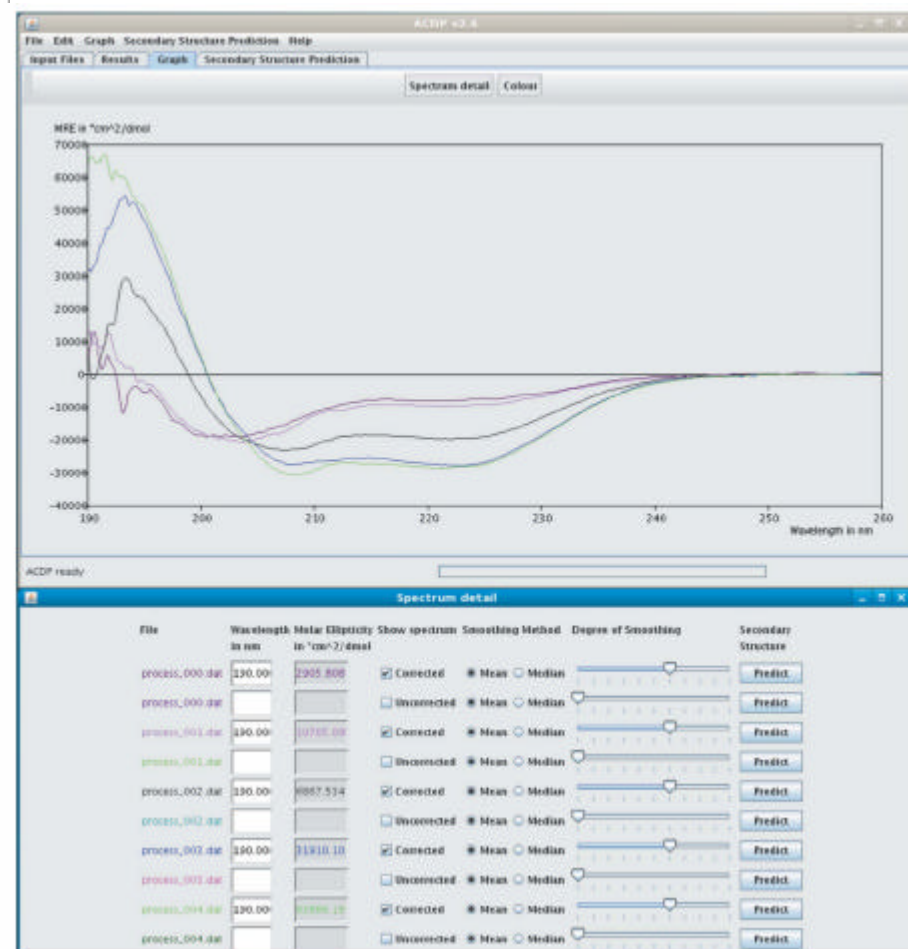 ACDP v2.4
File Edit Graph Secondary Structure Prediction Help
Input Files Results Graph Secondary Structure Prediction
Spectrum detail Colour
MRE in °cm^2/dmol
70000
60000
50000
40000
30000
20000
10000
0
-10000
-20000
-30000
-40000
190 200 210 220 230 240 250 260
Wavelength in nm
ACDP ready
Spectrum detail
File Wavelength Molar Ellipticity Show spectrum Smoothing Method Degree of Smoothing Secondary
in nm in °cm^2/dmol Structure
process_000.dat 190.00 2905.808 Corrected Mean Median Predict
process_000.dat Uncorrected Mean Median Predict
process_001.dat 190.00 Corrected Mean Median Predict
process_001.dat Uncorrected Mean Median Predict
process_002.dat 190.00 Corrected Mean Median Predict
process_002.dat Uncorrected Mean Median Predict
process_003.dat 190.00 31910.10 Corrected Mean Median Predict
process_003.dat Uncorrected Mean Median Predict
process_004.dat 190.00 Corrected Mean Median Predict
process_004.dat Uncorrected Mean Median Predict